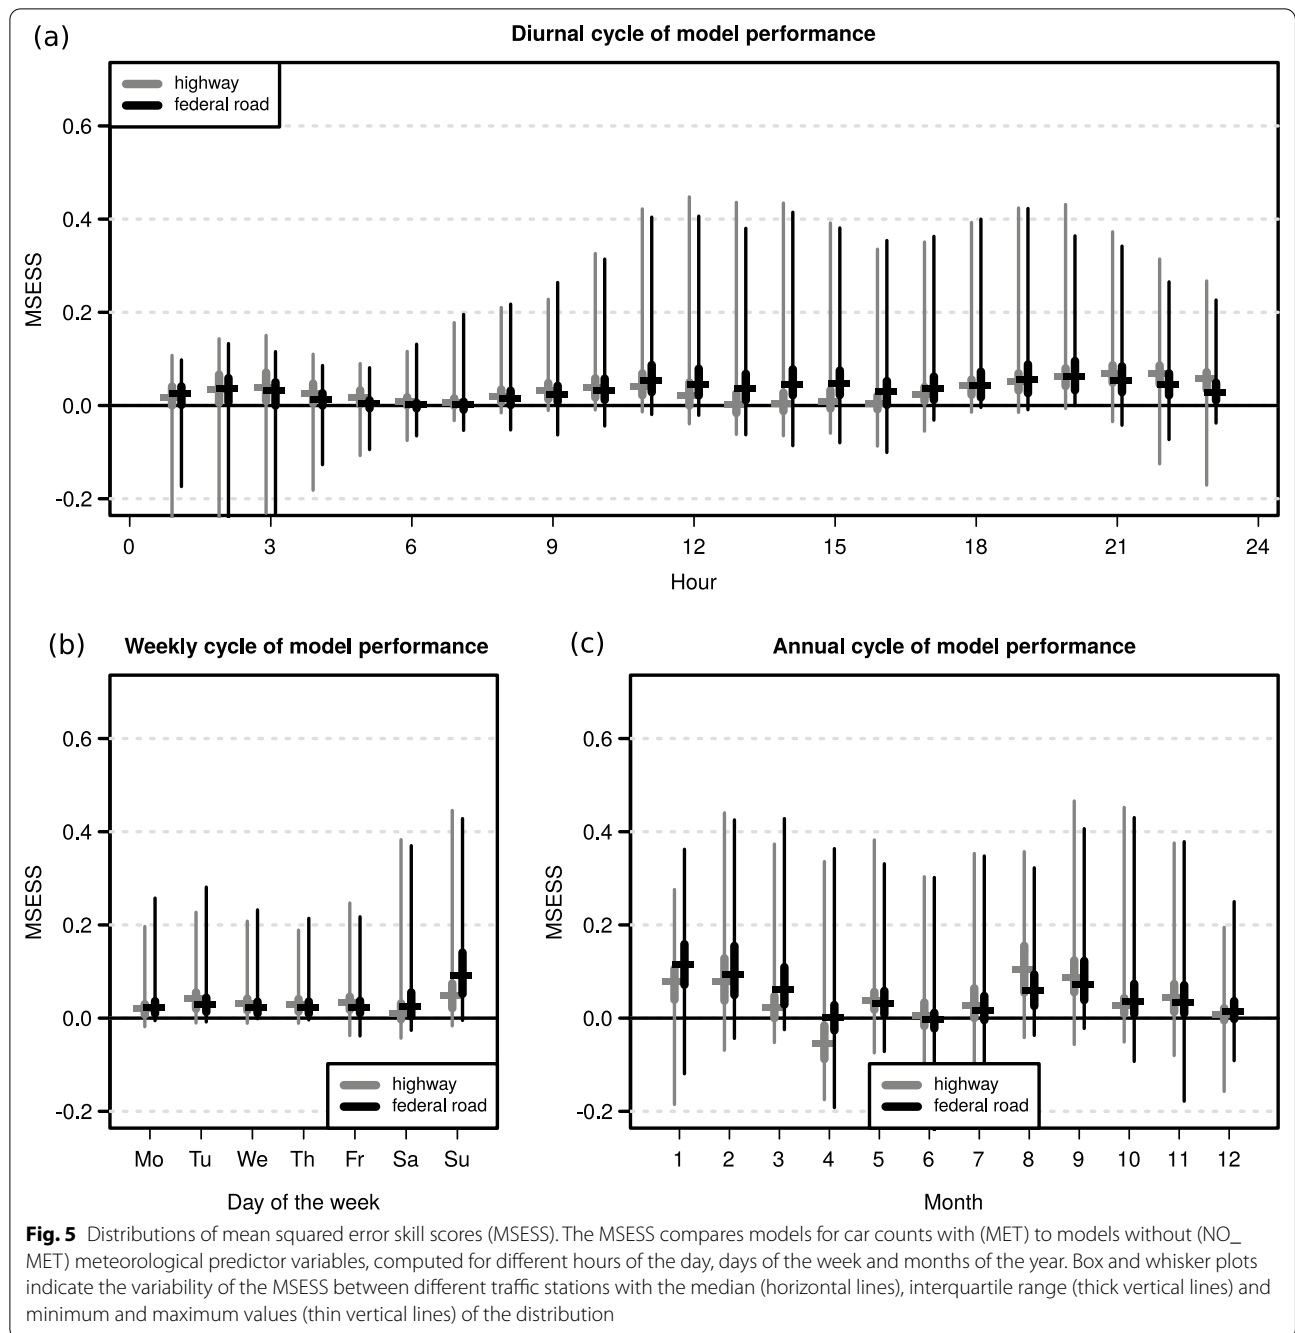 (a)
Diurnal cycle of model performance
highway
federal road
0.6
0.4
0.2
0.0
-0.2
MSESS
0 3 6 9 12 15 18 21 24
Hour
(b)
Weekly cycle of model performance
0.6
0.4
0.2
0.0
-0.2
MSESS
highway
federal road
Mo Tu We Th Fr Sa Su
Day of the week
(c)
Annual cycle of model performance
0.6
0.4
0.2
0.0
-0.2
MSESS
highway
federal road
1 2 3 4 5 6 7 8 9 10 11 12
Month
Fig. 5 Distributions of mean squared error skill scores (MSESS). The MSESS compares models for car counts with (MET) to models without (NO_
MET) meteorological predictor variables, computed for different hours of the day, days of the week and months of the year. Box and whisker plots
indicate the variability of the MSESS between different traffic stations with the median (horizontal lines), interquartile range (thick vertical lines) and
minimum and maximum values (thin vertical lines) of the distribution